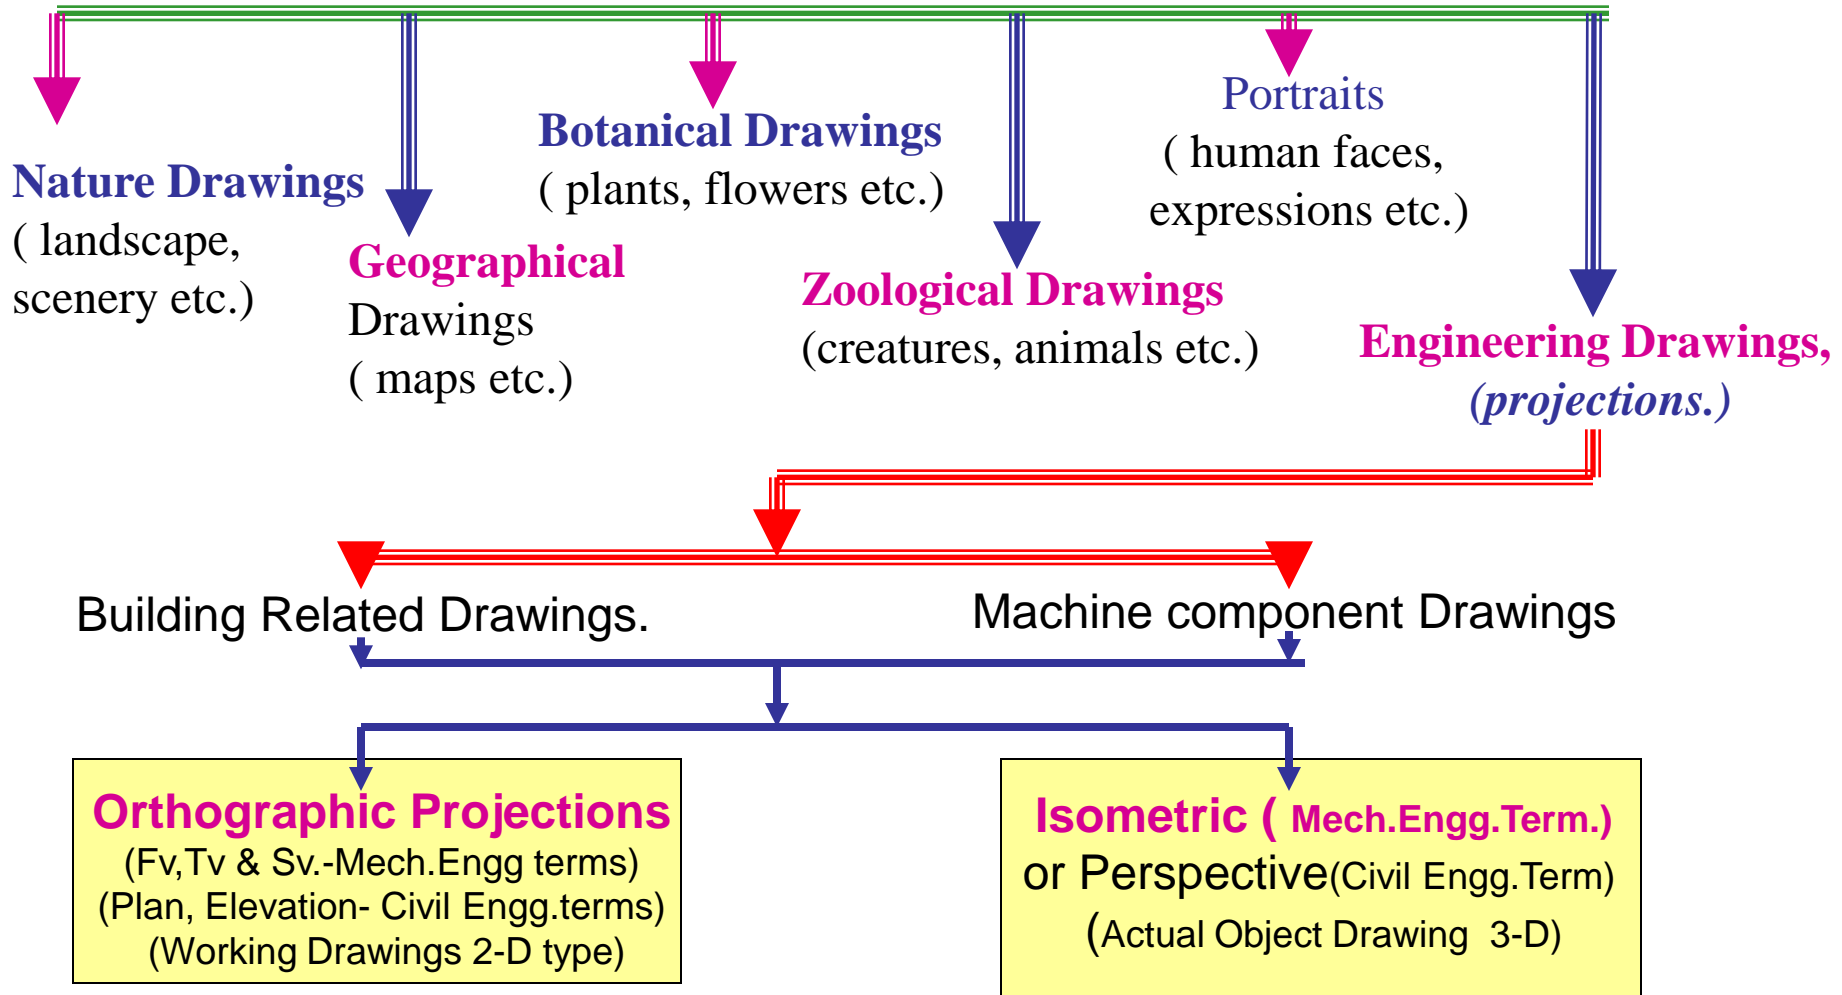 Nature Drawings
( landscape,
scenery etc.)
Geographical
Drawings
( maps etc.)
Botanical Drawings
( plants, flowers etc.)
Zoological Drawings
(creatures, animals etc.)
Portraits
( human faces,
expressions etc.)
Engineering Drawings,
(projections.)
Building Related Drawings.
Machine component Drawings
Orthographic Projections
(Fv,Tv & Sv.-Mech.Engg terms)
(Plan, Elevation- Civil Engg.terms)
(Working Drawings 2-D type)
Isometric ( Mech.Engg.Term.)
or Perspective(Civil Engg.Term)
(Actual Object Drawing 3-D)